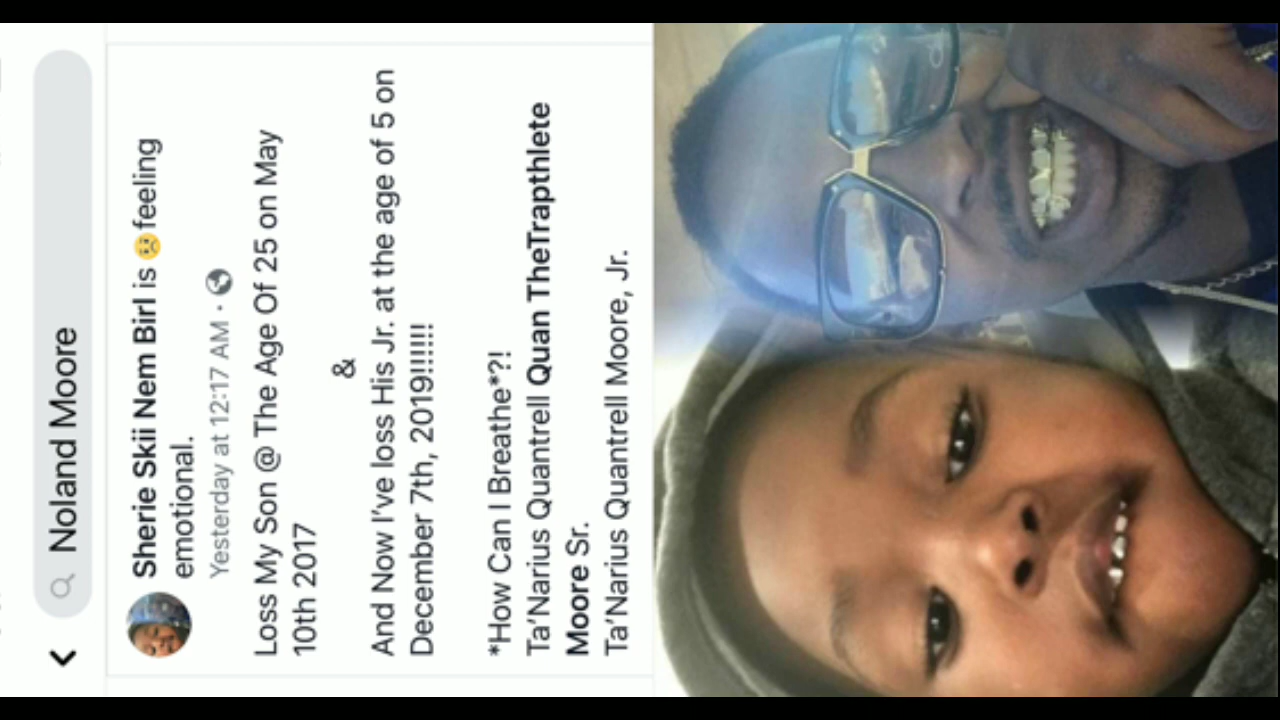 Noland Moore
Sherie Skii Nem Birl is feeling
emotional.
Yesterday at 12:17 AM ·
Loss My Son @ The Age Of 25 on May
10th 2017
&
And Now I've loss His Jr. at the age of 5 on
December 7th, 2019!!!!!!
*How Can I Breathe*?!
Ta'Narius Quantrell Quan TheTrapthlete
Moore Sr.
Ta'Narius Quantrell Moore, Jr.